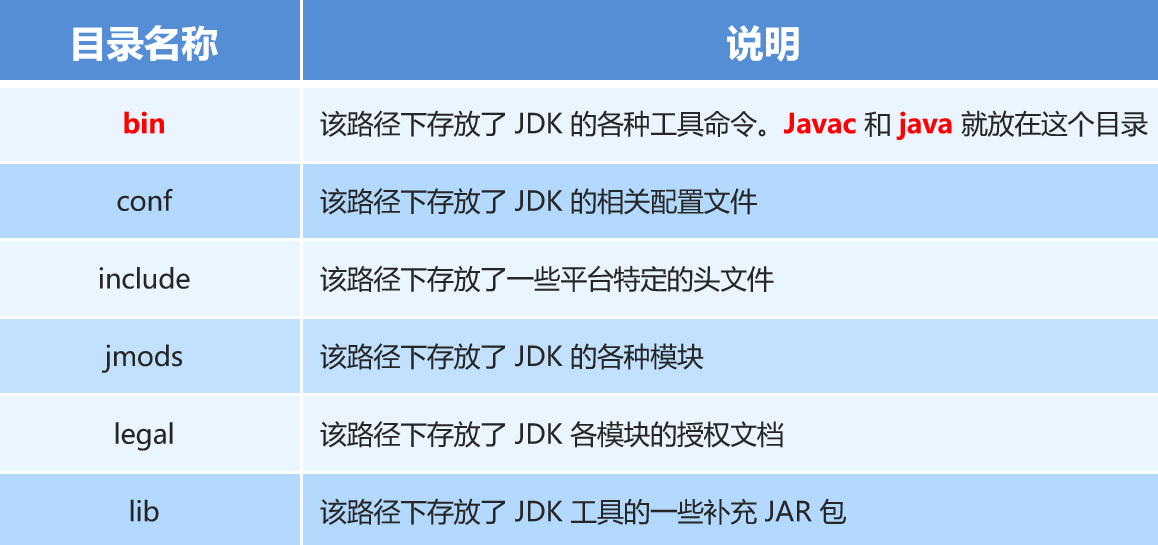 目录名称 说明
bin 该路径下存放了 JDK 的各种工具命令。Javac 和 java 就放在这个目录
conf 该路径下存放了 JDK 的相关配置文件
include 该路径下存放了一些平台特定的头文件
jmods 该路径下存放了 JDK 的各种模块
legal 该路径下存放了 JDK 各模块的授权文档
lib 该路径下存放了 JDK 工具的一些补充 JAR 包